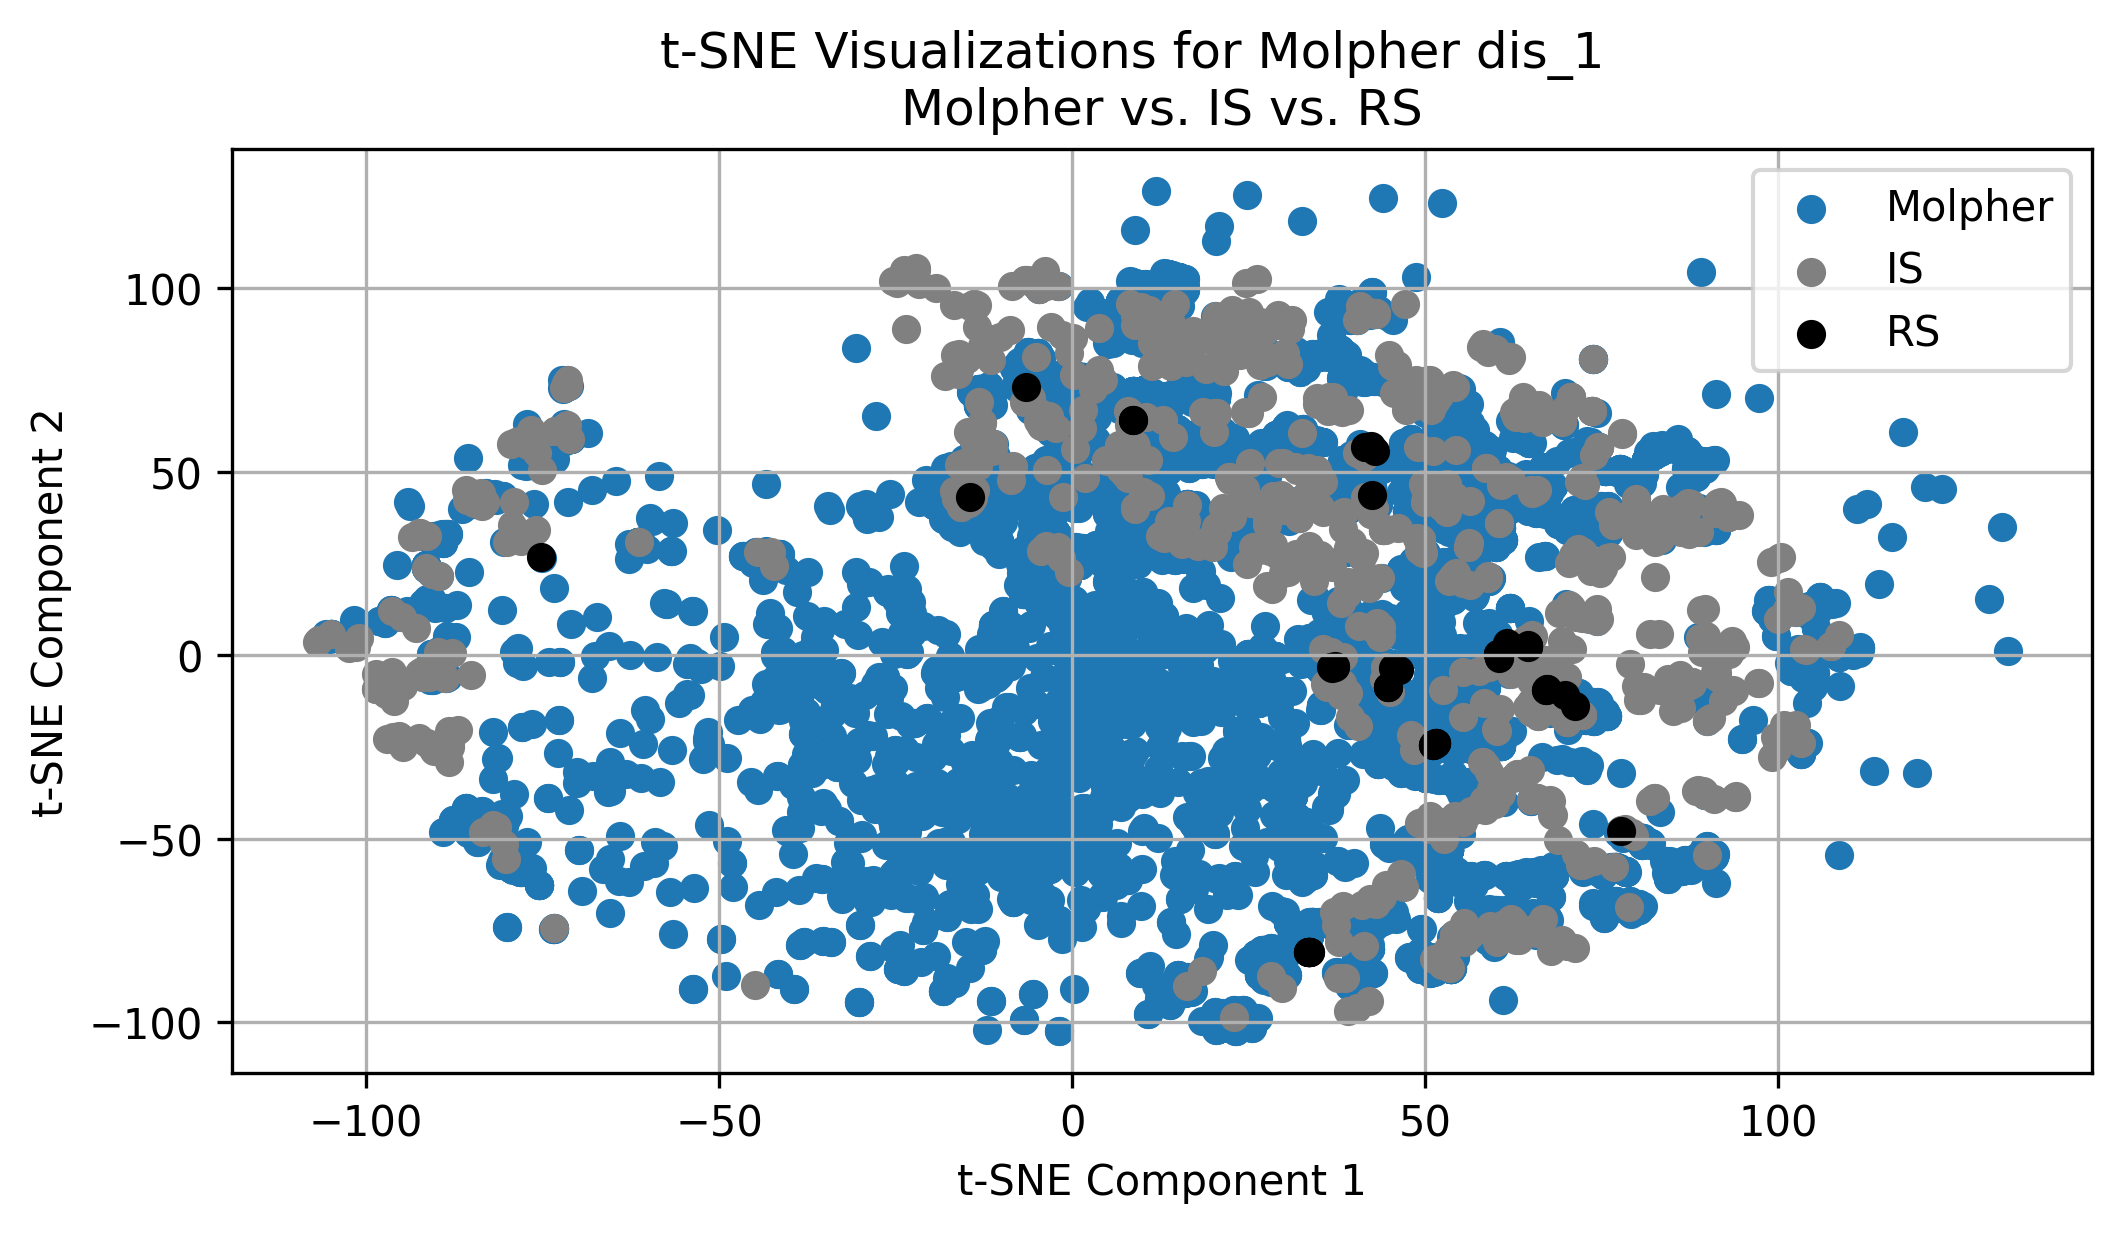 t-SNE Visualizations for Molpher dis_1
Molpher vs. IS vs. RS
Molpher
IS
RS
t-SNE Component 2
100
50
0
−50
−100
−100
−50
0
50
100
t-SNE Component 1